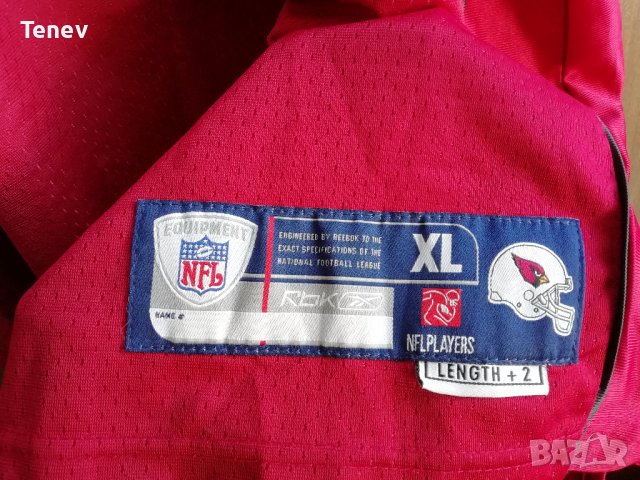 Tenev
EQUIPMENT
NFL
ENGINEERED BY REEBOK TO THE
EXACT SPECIFICATIONS OF THE
NATIONAL FOOTBALL LEAGUE
XL
RBK
NAME #
NFLPLAYERS
LENGTH + 2
BAZAR